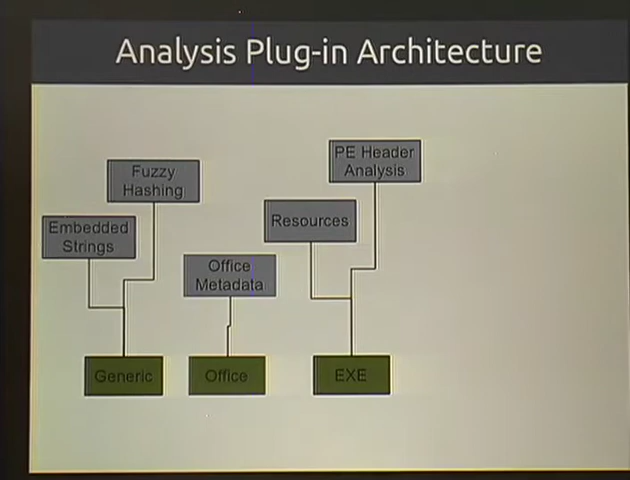 Analysis Plug-in Architecture
PE Header
Analysis
Fuzzy
Hashing
Resources
Embedded
Strings
Office
Metadata
Generic
Office
EXE